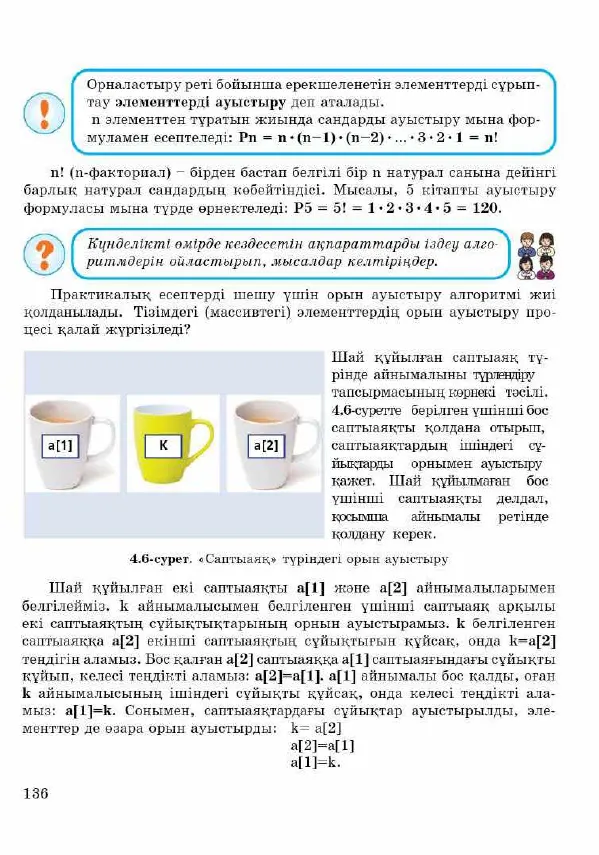 Орналастыру реті бойынша ерекшеленетін элементтерді сұрып-
тау элементтерді ауыстыру деп аталады.
n элементтен тұратын жиында сандарды ауыстыру мына фор-
муламен есептеледі: Pn = n·(n−1)·(n−2)·...·3·2·1 = n!
n! (n-факториал) – бірден бастап белгілі бір n натурал санына дейінгі
барлық натурал сандардың көбейтіндісі. Мысалы, 5 кітапты ауыстыру
формуласы мына түрде өрнектеледі: P5 = 5! = 1·2·3·4·5 = 120.
Күнделікті өмірде кездесетін ақпараттарды іздеу алго-
ритмдерін ойластырып, мысалдар келтіріңдер.
Практикалық есептерді шешу үшін орын ауыстыру алгоритмі жиі
қолданылады. Тізімдегі (массивтегі) элементтердің орын ауыстыру про-
цесі қалай жүргізіледі?
a[1]
K
a[2]
Шай құйылған саптыаяқ тү-
рінде айнымалыны түрлендіру
тапсырмасының көрнекі тәсілі.
4.6-суретте берілген үшінші бос
саптыаяқты қолдана отырып,
саптыаяқтардың ішіндегі сұ-
йықтарды орнымен ауыстыру
қажет. Шай құйылмаған бос
үшінші саптыаяқты делдал,
қосымша айнымалы ретінде
қолдану керек.
4.6-сурет. «Саптыаяқ» түріндегі орын ауыстыру
Шай құйылған екі саптыаяқты a[1] және a[2] айнымалыларымен
белгілейміз. k айнымалысымен белгіленген үшінші саптыаяқ арқылы
екі саптыаяқтың сұйықтықтарының орнын ауыстырамыз. k белгіленген
саптыаяққа a[2] екінші саптыаяқтың сұйықтығын құйсақ, онда k=a[2]
теңдігін аламыз. Бос қалған a[2] саптыаяққа a[1] саптыаяғындағы сұйықты
құйып, келесі теңдікті аламыз: a[2]=a[1]. a[1] айнымалы бос қалды, оған
k айнымалысының ішіндегі сұйықты құйсақ, онда келесі теңдікті ала-
мыз: a[1]=k. Сонымен, саптыаяқтардағы сұйықтар ауыстырылды, эле-
менттер де өзара орын ауыстырды: k= a[2]
a[2]=a[1]
a[1]=k.
136